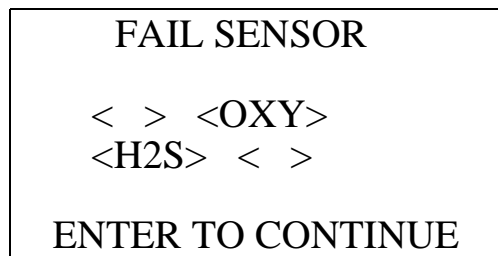 FAIL SENSOR
< > <OXY>
<H2S> < >
ENTER TO CONTINUE